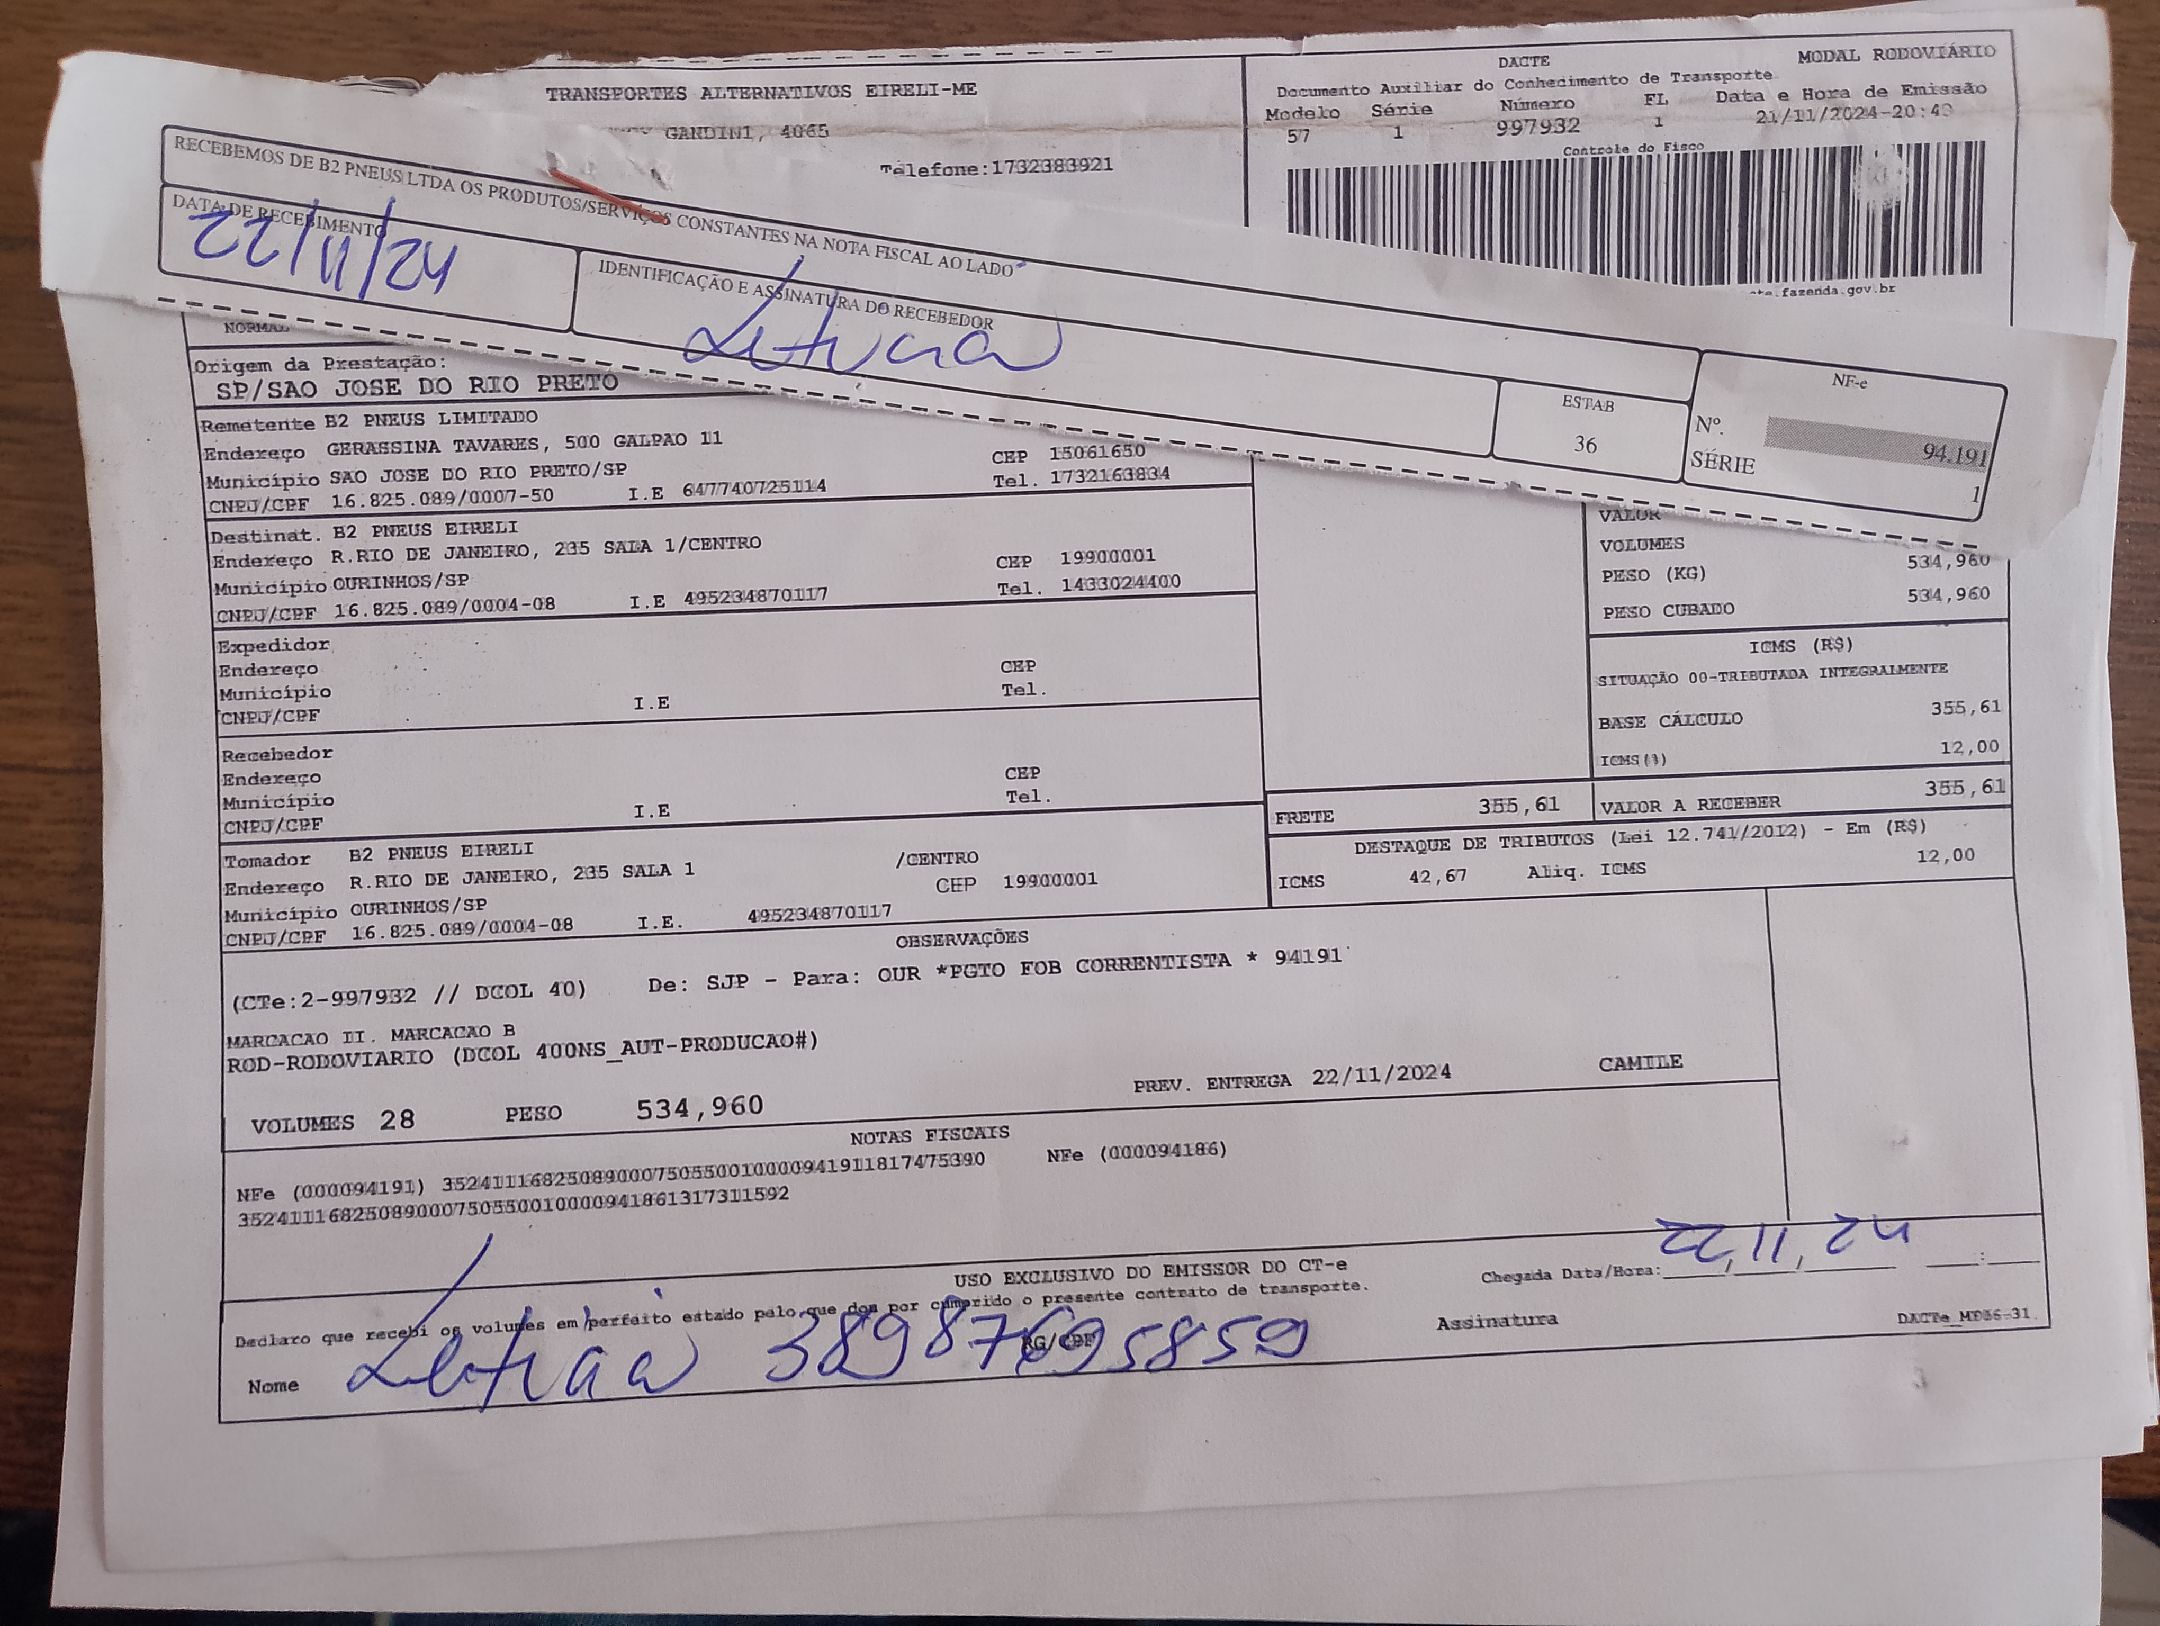 TRANSPORTES ALTERNATIVOS EIRELI-ME
GANDINI, 4065
Telefone:1732383921
DACTE
MODAL RODOVIÁRIO
Documento Auxiliar do Conhecimento de Transporte
Modelo Série Número FL Data e Hora de Emissão
57 1 997932 1 21/11/2024-20:49
Controle do Fisco
fazenda.gov.br
RECEBEMOS DE B2 PNEUS LTDA OS PRODUTOS/SERVIÇOS CONSTANTES NA NOTA FISCAL AO LADO
DATA DE RECEBIMENTO
22/11/24
IDENTIFICAÇÃO E ASSINATURA DO RECEBEDOR
Letícia
ESTAB
36
NF-e
Nº. 94.191
SÉRIE 1
NORMAL
Origem da Prestação:
SP/SAO JOSE DO RIO PRETO
Remetente B2 PNEUS LIMITADO
Endereço GERASSINA TAVARES, 500 GALPAO 11
Município SAO JOSE DO RIO PRETO/SP CEP 15061650
CNPJ/CPF 16.825.089/0007-50 I.E 647740725114 Tel. 1732163834
Destinat. B2 PNEUS EIRELI
Endereço R.RIO DE JANEIRO, 235 SALA 1/CENTRO
Município OURINHOS/SP CEP 19900001
CNPJ/CPF 16.825.089/0004-08 I.E 495234870117 Tel. 1433024400
Expedidor
Endereço
Município CEP
CNPJ/CPF I.E Tel.
Recebedor
Endereço
Município CEP
CNPJ/CPF I.E Tel.
Tomador B2 PNEUS EIRELI
Endereço R.RIO DE JANEIRO, 235 SALA 1 /CENTRO
Município OURINHOS/SP CEP 19900001
CNPJ/CPF 16.825.089/0004-08 I.E. 495234870117
VALOR
VOLUMES
PESO (KG) 534,960
PESO CUBADO 534,960
ICMS (R$)
SITUAÇÃO 00-TRIBUTADA INTEGRALMENTE
BASE CÁLCULO 355,61
ICMS(%) 12,00
FRETE 355,61 VALOR A RECEBER 355,61
DESTAQUE DE TRIBUTOS (Lei 12.741/2012) - Em (R$)
ICMS 42,67 Aliq. ICMS 12,00
OBSERVAÇÕES
(CTe:2-997932 // DCOL 40) De: SJP - Para: OUR *PGTO FOB CORRENTISTA * 94191
MARCACAO II. MARCACAO B
ROD-RODOVIARIO (DCOL 400NS_AUT-PRODUCAO#)
VOLUMES 28 PESO 534,960 PREV. ENTREGA 22/11/2024 CAMILE
NOTAS FISCAIS
NFe (000094191) 35241116825089000750550010000941911817475390 NFe (000094186)
35241116825089000750550010000941861317311592
USO EXCLUSIVO DO EMISSOR DO CT-e
Declaro que recebi os volumes em perfeito estado pelo que dou por cumprido o presente contrato de transporte.
Chegada Data/Hora: 22,11,24 :
Nome Letícia 38987695859 RG/CPF
Assinatura
DACTe_MD06-31.